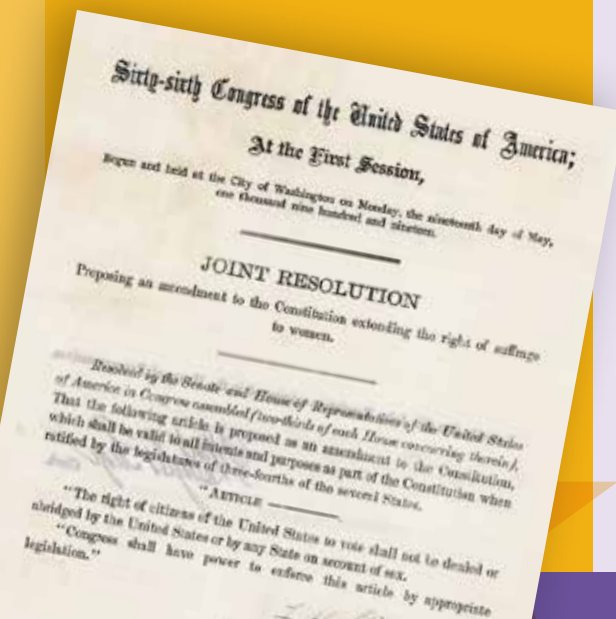 Sixty-sixth Congress of the United States of America;
At the First Session,
Begun and held at the City of Washington on Monday, the nineteenth day of May,
one thousand nine hundred and nineteen.
JOINT RESOLUTION
Proposing an amendment to the Constitution extending the right of suffrage
to women.
Resolved by the Senate and House of Representatives of the United States
of America in Congress assembled (two-thirds of each House concurring therein),
That the following article is proposed as an amendment to the Constitution,
which shall be valid to all intents and purposes as part of the Constitution when
ratified by the legislatures of three-fourths of the several States.
"ARTICLE
"The right of citizens of the United States to vote shall not be denied or
abridged by the United States or by any State on account of sex.
"Congress shall have power to enforce this article by appropriate
legislation."